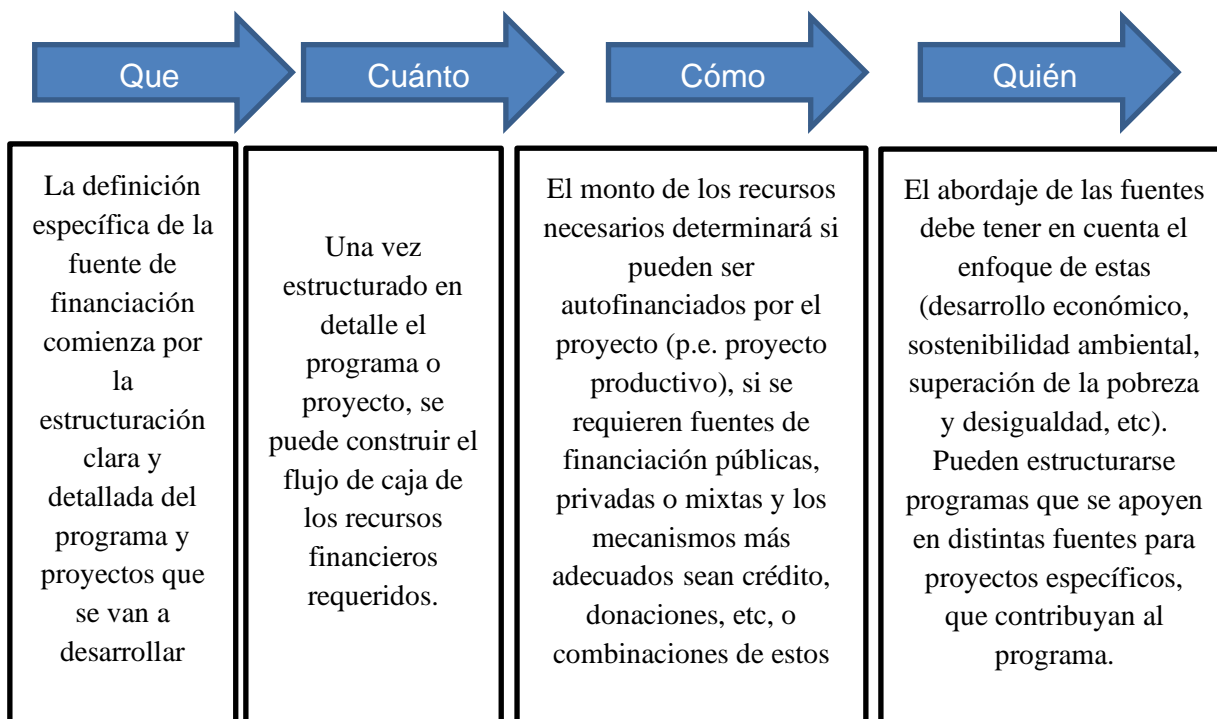 Que
Cuánto
Cómo
Quién
La definición
específica de la
fuente de
financiación
comienza por
la
estructuración
clara y
detallada del
programa y
proyectos que
se van a
desarrollar
Una vez
estructurado en
detalle el
programa o
proyecto, se
puede construir el
flujo de caja de
los recursos
financieros
requeridos.
El monto de los recursos
necesarios determinará si
pueden ser
autofinanciados por el
proyecto (p.e. proyecto
productivo), si se
requieren fuentes de
financiación públicas,
privadas o mixtas y los
mecanismos más
adecuados sean crédito,
donaciones, etc, o
combinaciones de estos
El abordaje de las fuentes
debe tener en cuenta el
enfoque de estas
(desarrollo económico,
sostenibilidad ambiental,
superación de la pobreza
y desigualdad, etc).
Pueden estructurarse
programas que se apoyen
en distintas fuentes para
proyectos específicos,
que contribuyan al
programa.